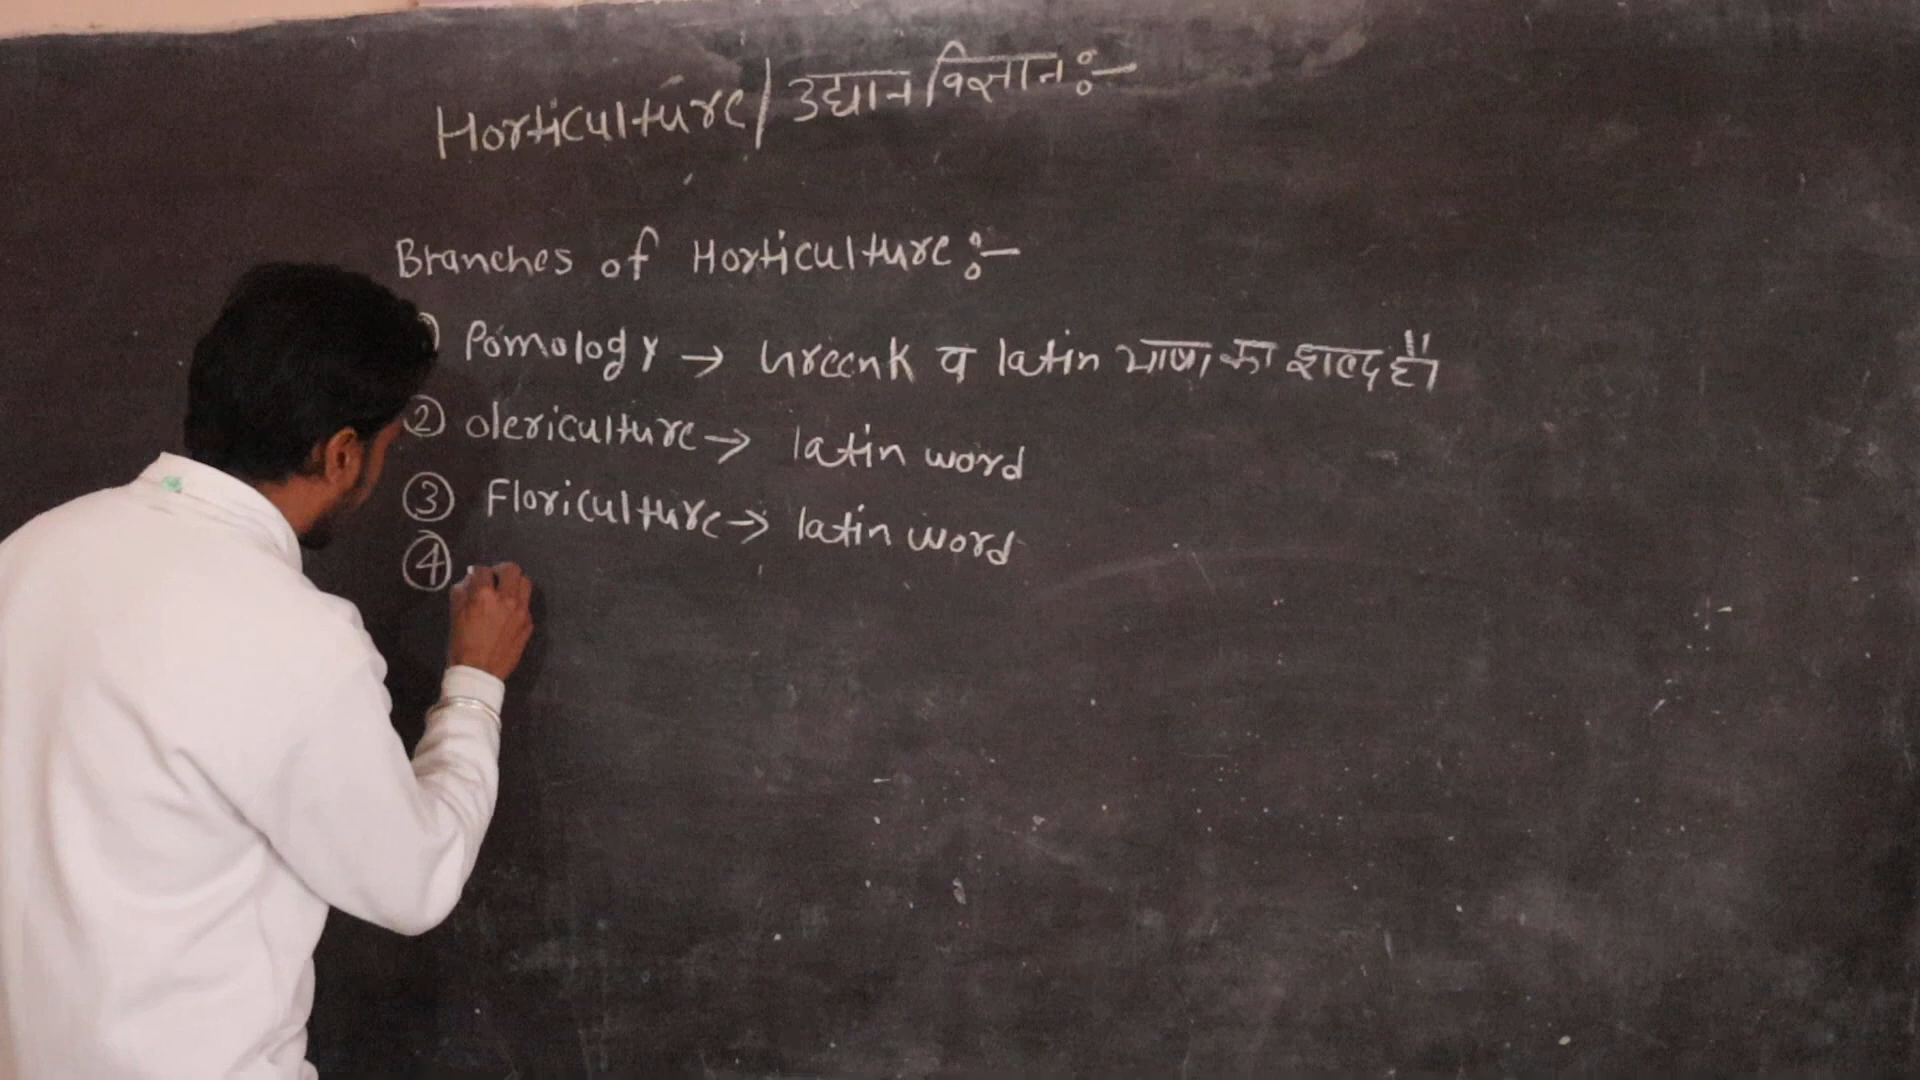 Horticulture/उद्यान विज्ञान:-
Branches of Horticulture:-
① Pomology → Greenk व latin भाषा का शब्द है।
② olericulture → latin word
③ Floriculture → latin word
④